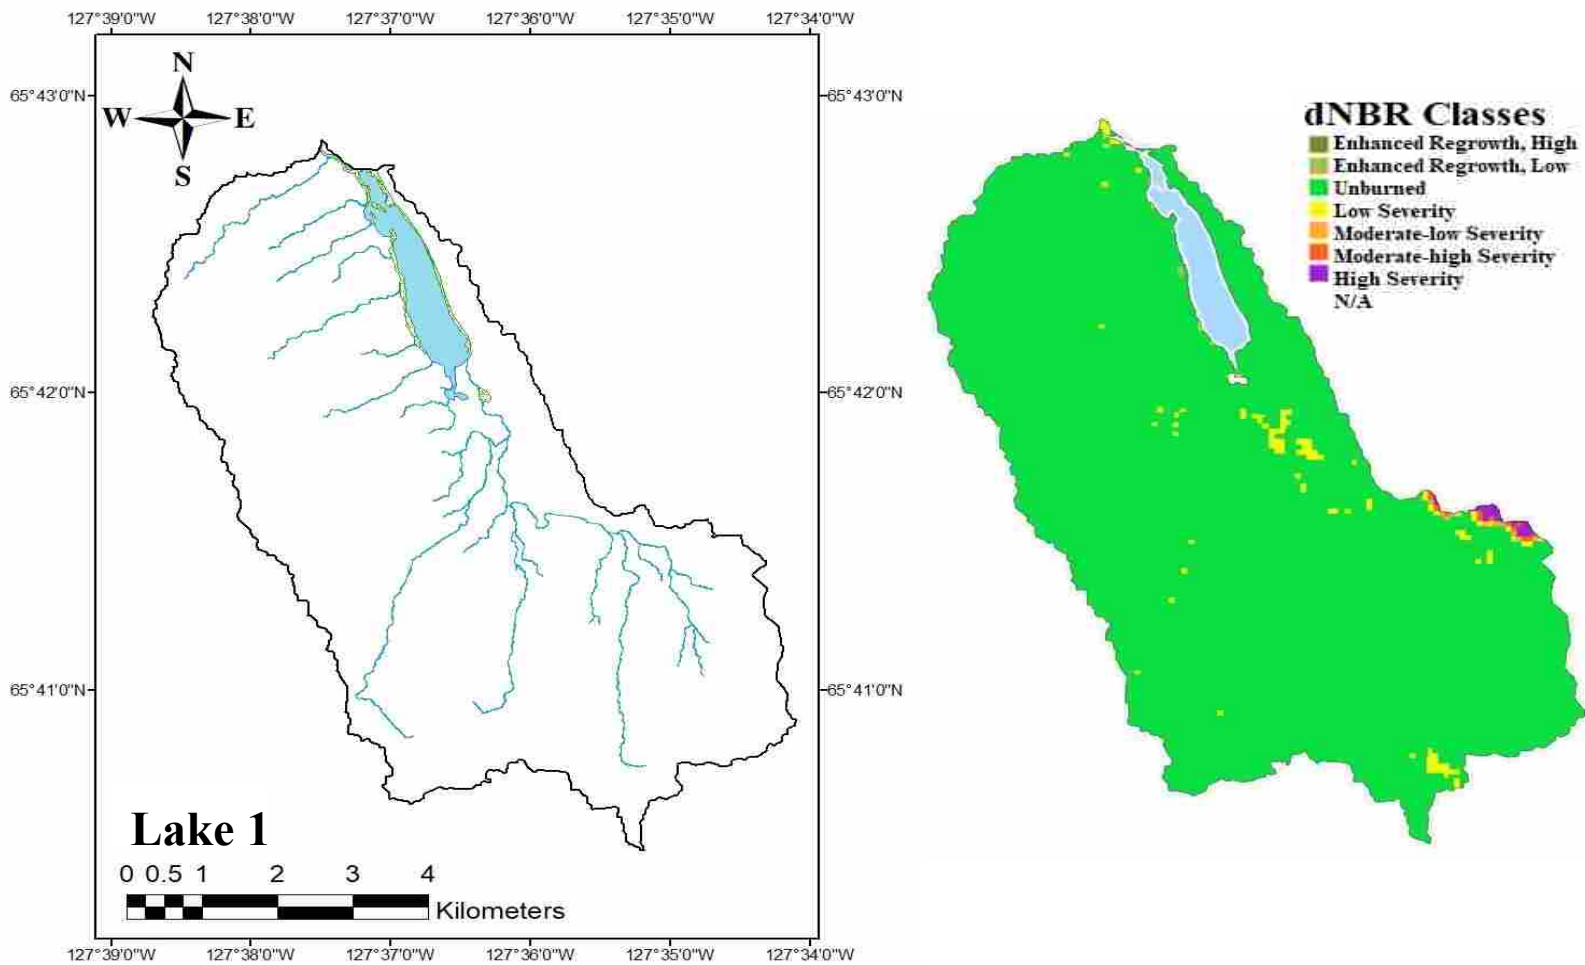 127°39'0"W 127°38'0"W 127°37'0"W 127°36'0"W 127°35'0"W 127°34'0"W
N
W E
S
65°43'0"N 65°43'0"N
65°42'0"N 65°42'0"N
65°41'0"N 65°41'0"N
Lake 1
0 0.5 1 2 3 4
Kilometers
127°39'0"W 127°38'0"W 127°37'0"W 127°36'0"W 127°35'0"W 127°34'0"W
dNBR Classes
Enhanced Regrowth, High
Enhanced Regrowth, Low
Unburned
Low Severity
Moderate-low Severity
Moderate-high Severity
High Severity
N/A